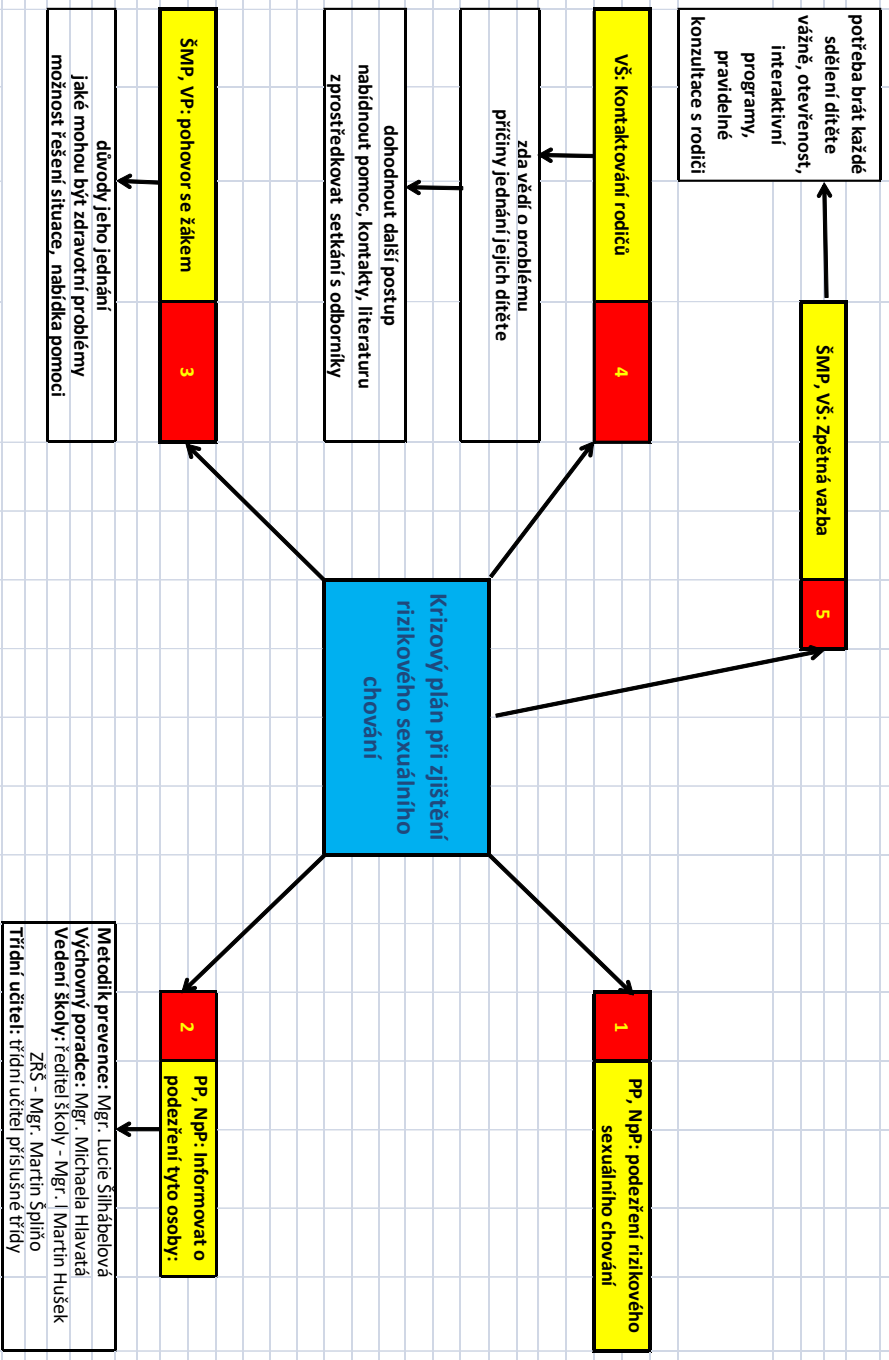 Krizový plán při zjištění
rizikového sexuálního
chování
1
PP, NpP: podezření rizikového
sexuálního chování
2
PP, NpP: Informovat o
podezření tyto osoby:
Metodik prevence: Mgr. Lucie Šilhábelová
Výchovný poradce: Mgr. Michaela Hlavatá
Vedení školy: ředitel školy - Mgr. I Martin Hušek
ZŘŠ - Mgr. Martin Špliňo
Třídní učitel: třídní učitel příslušné třídy
ŠMP, VP: pohovor se žákem
3
důvody jeho jednání
jaké mohou být zdravotní problémy
možnost řešení situace, nabídka pomoci
VŠ: Kontaktování rodičů
4
zda vědí o problému
příčiny jednání jejich dítěte
dohodnout další postup
nabídnout pomoc, kontakty, literaturu
zprostředkovat setkání s odborníky
ŠMP, VŠ: Zpětná vazba
5
potřeba brát každé
sdělení dítěte
vážně, otevřenost,
interaktivní
programy,
pravidelné
konzultace s rodiči